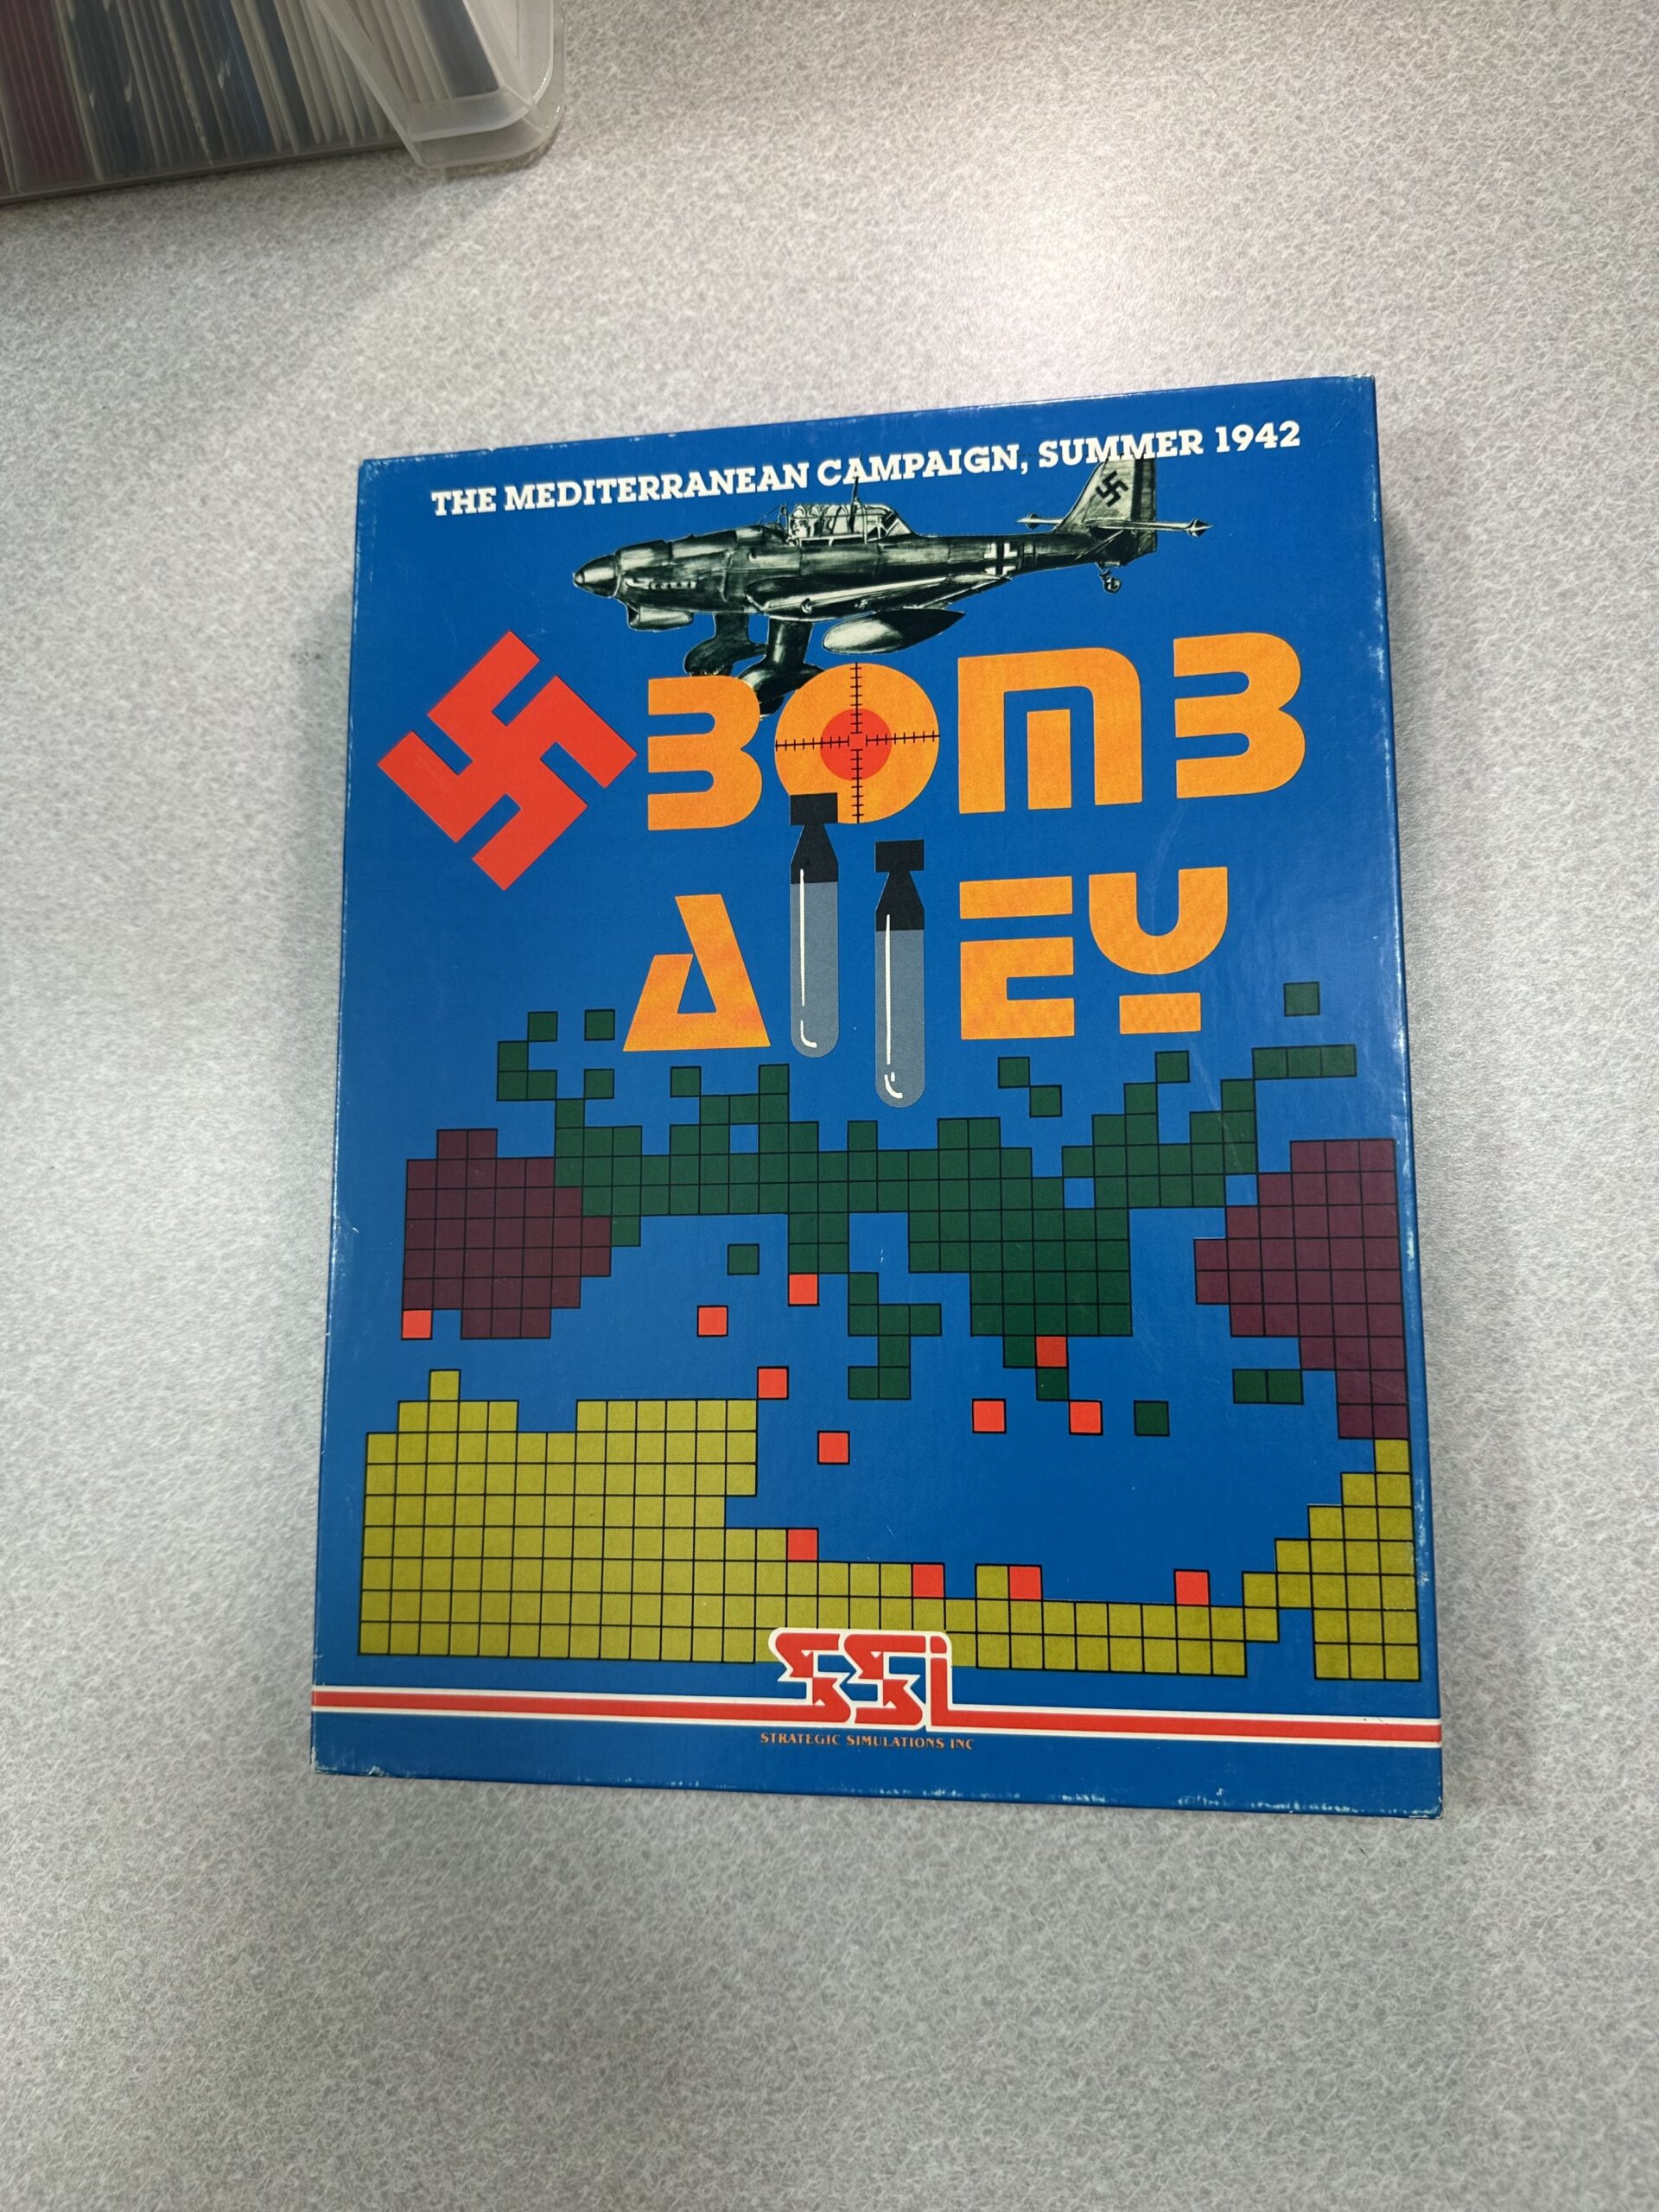 THE MEDITERRANEAN CAMPAIGN, SUMMER 1942
BOMB
ALLEY
SSI
STRATEGIC SIMULATIONS INC